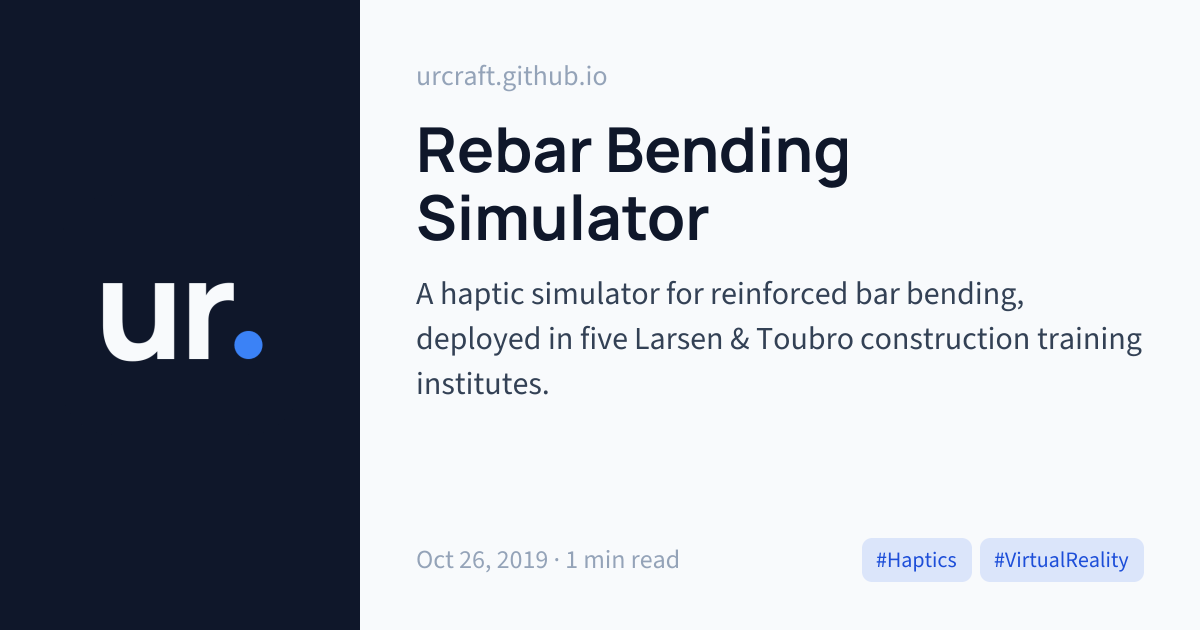 ur.
urcraft.github.io
Rebar Bending
Simulator
A haptic simulator for reinforced bar bending,
deployed in five Larsen & Toubro construction training
institutes.
Oct 26, 2019 · 1 min read
#Haptics #VirtualReality